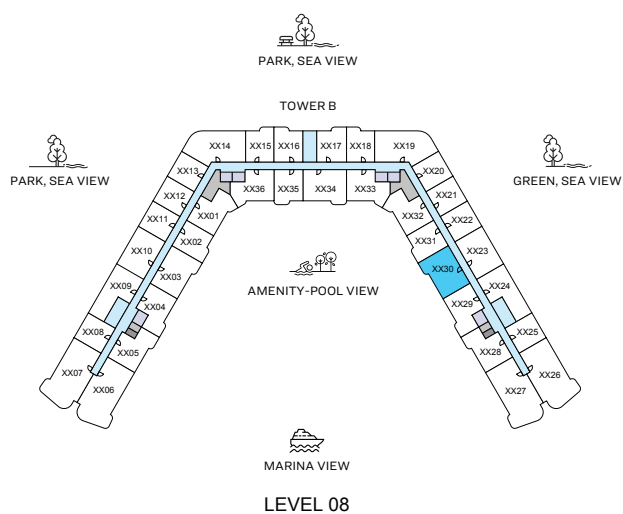 PARK, SEA VIEW
TOWER B
PARK, SEA VIEW
GREEN, SEA VIEW
XX14
XX15
XX16
XX17
XX18
XX19
XX13
XX20
XX12
XX36
XX35
XX34
XX33
XX21
XX11
XX01
XX32
XX22
XX10
XX02
XX31
XX23
XX09
XX03
XX30
XX24
XX08
XX04
XX29
XX25
XX07
XX05
XX28
XX26
XX06
XX27
AMENITY-POOL VIEW
MARINA VIEW
LEVEL 08